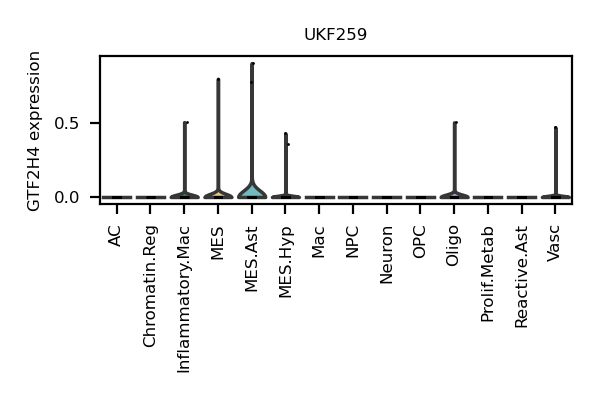 UKF259
GTF2H4 expression
0.5
0.0
AC
Chromatin.Reg
Inflammatory.Mac
MES
MES.Ast
MES.Hyp
Mac
NPC
Neuron
OPC
Oligo
Prolif.Metab
Reactive.Ast
Vasc